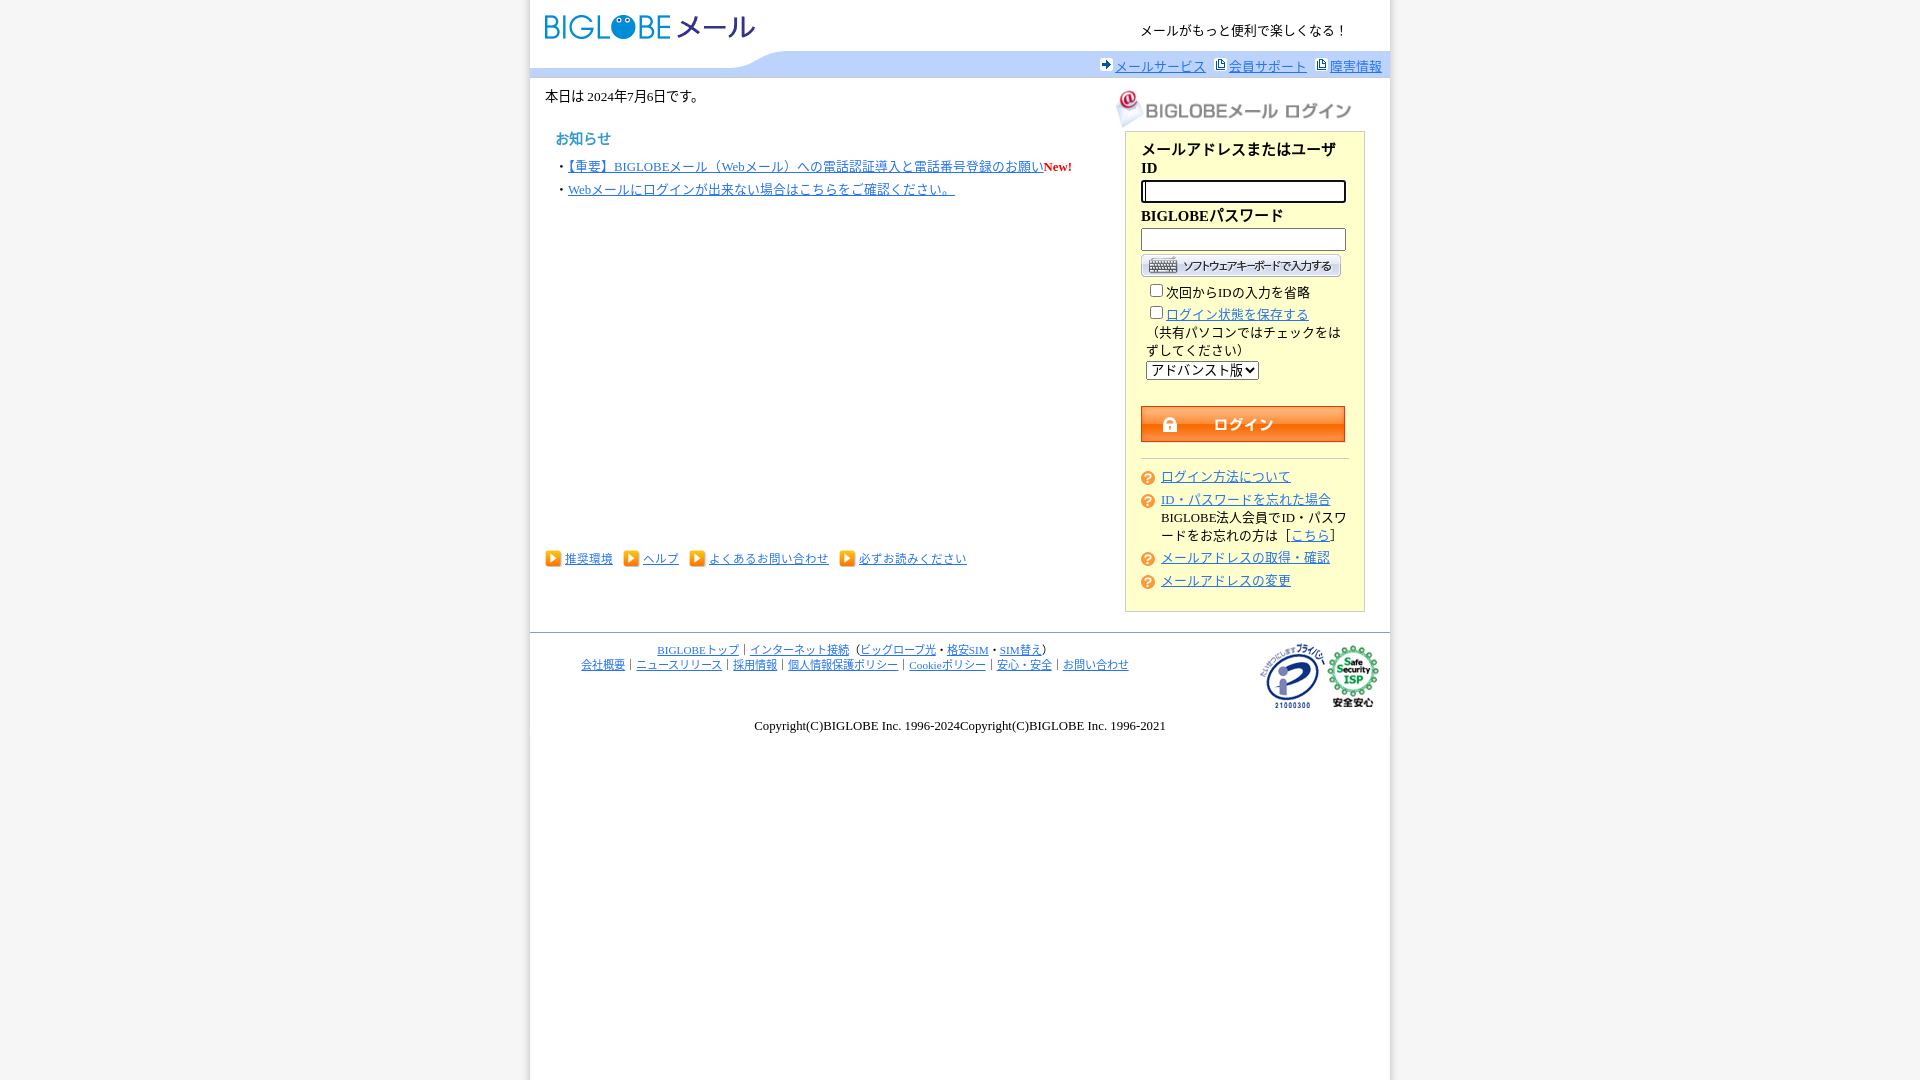 BIGLOBEメール
メールがもっと便利で楽しくなる！
メールサービス 会員サポート 障害情報
本日は 2024年7月6日です。
お知らせ
・【重要】BIGLOBEメール（Webメール）への電話認証導入と電話番号登録のお願いNew!
・Webメールにログインが出来ない場合はこちらをご確認ください。
BIGLOBEメール ログイン
メールアドレスまたはユーザ
ID
BIGLOBEパスワード
ソフトウェアキーボードで入力する
次回からIDの入力を省略
ログイン状態を保存する
（共有パソコンではチェックをは
ずしてください）
アドバンスト版
ログイン
ログイン方法について
ID・パスワードを忘れた場合
BIGLOBE法人会員でID・パスワ
ードをお忘れの方は［こちら］
メールアドレスの取得・確認
メールアドレスの変更
推奨環境 ヘルプ よくあるお問い合わせ 必ずお読みください
BIGLOBEトップ｜インターネット接続（ビッグローブ光・格安SIM・SIM替え）
会社概要｜ニュースリリース｜採用情報｜個人情報保護ポリシー｜Cookieポリシー｜安心・安全｜お問い合わせ
たいせつにします プライバシー
21000300
Safe
Security
ISP
安全安心
Copyright(C)BIGLOBE Inc. 1996-2024Copyright(C)BIGLOBE Inc. 1996-2021